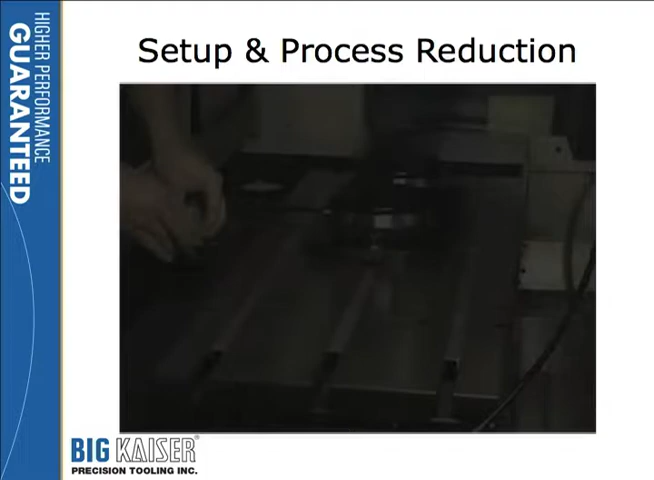 HIGHER PERFORMANCE
GUARANTEED
Setup & Process Reduction
BIG KAISER®
PRECISION TOOLING INC.